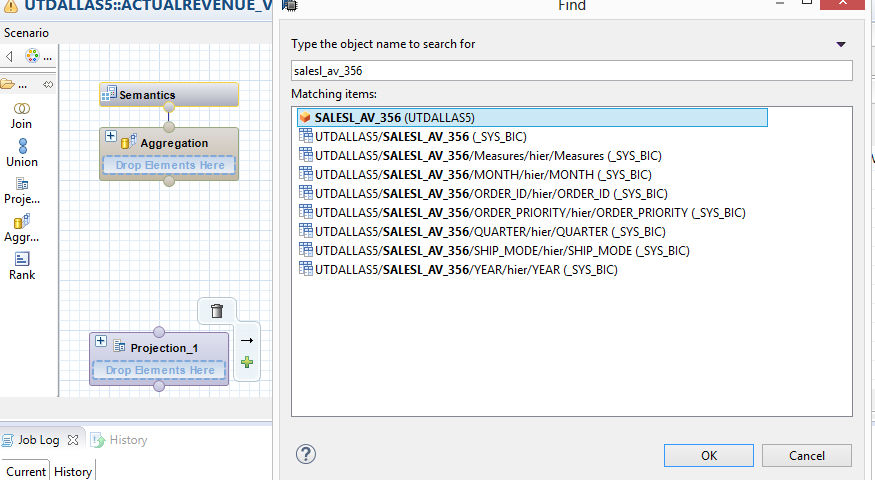 UTDALLAS5::ACTUALREVENUE_V
Find
Scenario
Type the object name to search for
...
salesl_av_356
...
Matching items:
Semantics
SALESL_AV_356 (UTDALLAS5)
Join
UTDALLAS5/SALESL_AV_356 (_SYS_BIC)
Aggregation
Union
UTDALLAS5/SALESL_AV_356/Measures/hier/Measures (_SYS_BIC)
Drop Elements Here
UTDALLAS5/SALESL_AV_356/MONTH/hier/MONTH (_SYS_BIC)
Proje...
UTDALLAS5/SALESL_AV_356/ORDER_ID/hier/ORDER_ID (_SYS_BIC)
UTDALLAS5/SALESL_AV_356/ORDER_PRIORITY/hier/ORDER_PRIORITY (_SYS_BIC)
Aggr...
UTDALLAS5/SALESL_AV_356/QUARTER/hier/QUARTER (_SYS_BIC)
UTDALLAS5/SALESL_AV_356/SHIP_MODE/hier/SHIP_MODE (_SYS_BIC)
Rank
UTDALLAS5/SALESL_AV_356/YEAR/hier/YEAR (_SYS_BIC)
Projection_1
Drop Elements Here
Job Log
History
OK
Cancel
Current
History